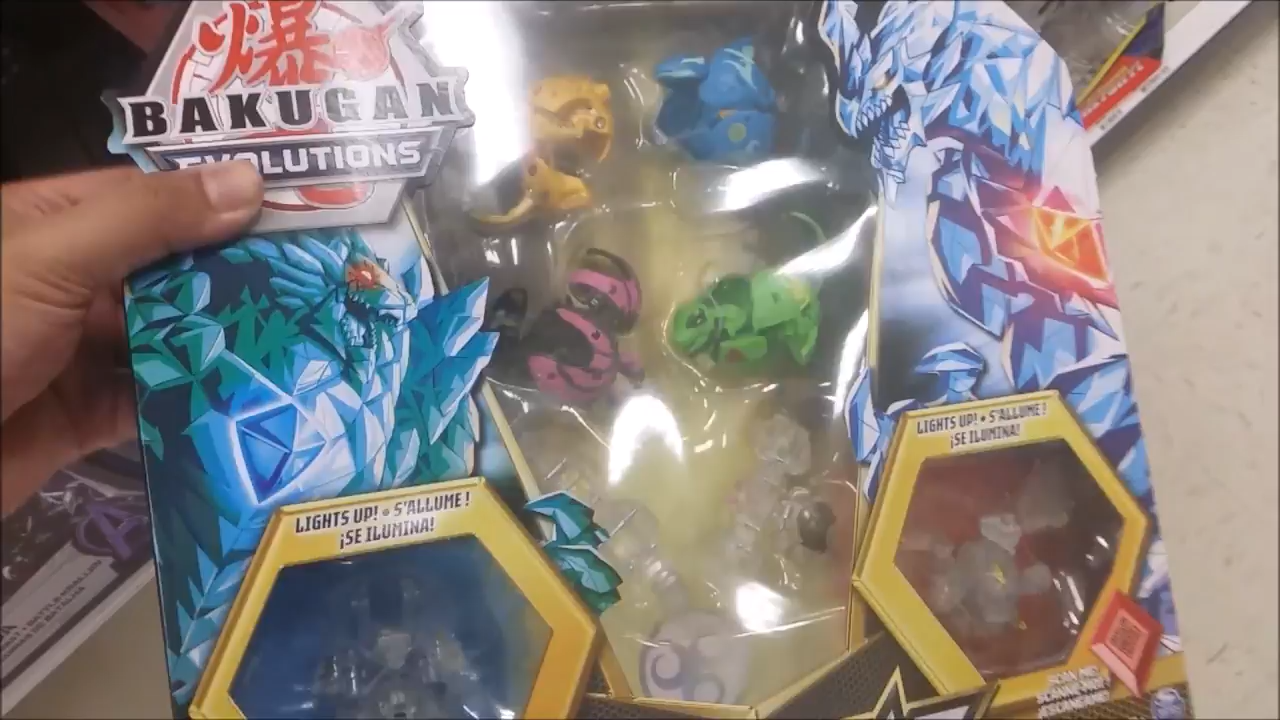 爆
BAKUGAN
EVOLUTIONS
LIGHTS UP! • S'ALLUME!
¡SE ILUMINA!
LIGHTS UP! • S'ALLUME!
¡SE ILUMINA!